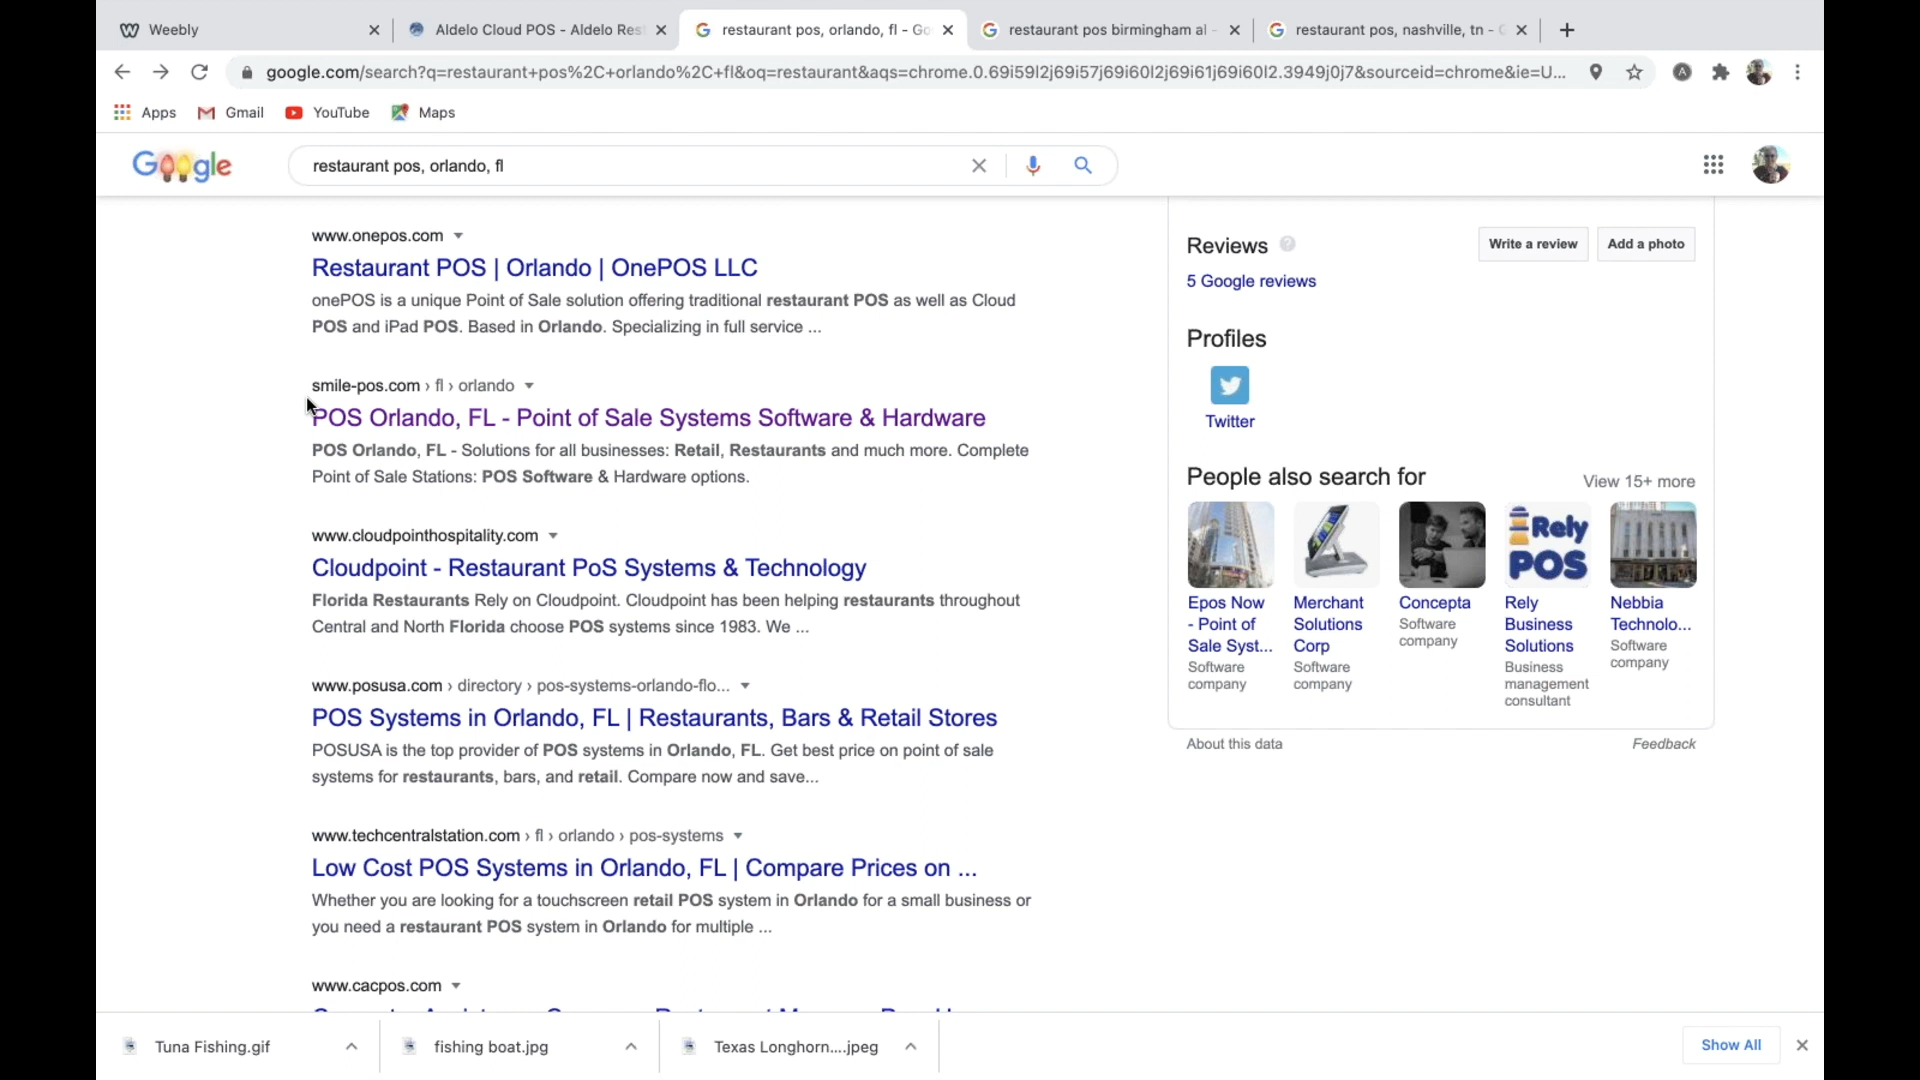 Weebly
Aldelo Cloud POS - Aldelo Res
restaurant pos, orlando, fl - Go
restaurant pos birmingham al -
restaurant pos, nashville, tn - G
google.com/search?q=restaurant+pos%2C+orlando%2C+fl&oq=restaurant&aqs=chrome.0.69i59l2j69i57j69i60l2j69i61j69i60l2.3949j0j7&sourceid=chrome&ie=U...
Apps
Gmail
YouTube
Maps
Google
restaurant pos, orlando, fl
www.onepos.com
Restaurant POS | Orlando | OnePOS LLC
onePOS is a unique Point of Sale solution offering traditional restaurant POS as well as Cloud
POS and iPad POS. Based in Orlando. Specializing in full service ...
smile-pos.com › fl › orlando
POS Orlando, FL - Point of Sale Systems Software & Hardware
POS Orlando, FL - Solutions for all businesses: Retail, Restaurants and much more. Complete
Point of Sale Stations: POS Software & Hardware options.
www.cloudpointhospitality.com
Cloudpoint - Restaurant PoS Systems & Technology
Florida Restaurants Rely on Cloudpoint. Cloudpoint has been helping restaurants throughout
Central and North Florida choose POS systems since 1983. We ...
www.posusa.com › directory › pos-systems-orlando-flo...
POS Systems in Orlando, FL | Restaurants, Bars & Retail Stores
POSUSA is the top provider of POS systems in Orlando, FL. Get best price on point of sale
systems for restaurants, bars, and retail. Compare now and save...
www.techcentralstation.com › fl › orlando › pos-systems
Low Cost POS Systems in Orlando, FL | Compare Prices on ...
Whether you are looking for a touchscreen retail POS system in Orlando for a small business or
you need a restaurant POS system in Orlando for multiple ...
www.cacpos.com
Reviews
Write a review
Add a photo
5 Google reviews
Profiles
Twitter
People also search for
View 15+ more
Rely
POS
Epos Now
- Point of
Sale Syst...
Software
company
Merchant
Solutions
Corp
Software
company
Concepta
Software
company
Rely
Business
Solutions
Business
management
consultant
Nebbia
Technolo...
Software
company
About this data
Feedback
Tuna Fishing.gif
fishing boat.jpg
Texas Longhorn....jpeg
Show All